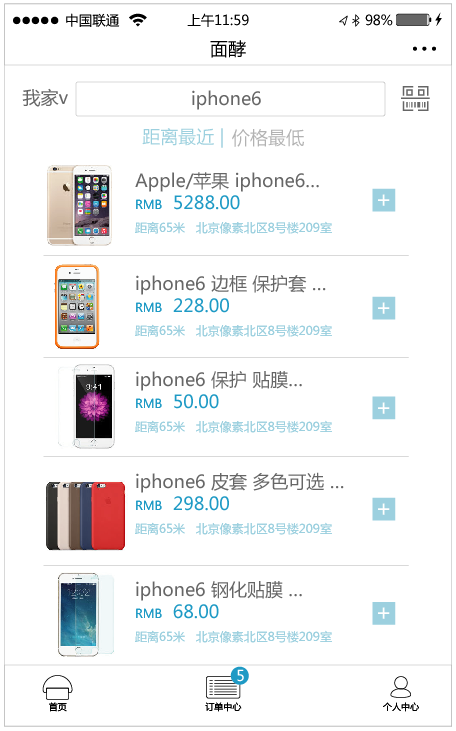 中国联通 上午11:59 98%
面酵
我家v iphone6
距离最近 | 价格最低
Apple/苹果 iphone6...
RMB 5288.00
距离65米 北京像素北区8号楼209室
iphone6 边框 保护套 ...
RMB 228.00
距离65米 北京像素北区8号楼209室
9:41
iphone6 保护 贴膜...
RMB 50.00
距离65米 北京像素北区8号楼209室
iphone6 皮套 多色可选 ...
RMB 298.00
距离65米 北京像素北区8号楼209室
iphone6 钢化贴膜 ...
RMB 68.00
距离65米 北京像素北区8号楼209室
5
首页 订单中心 个人中心